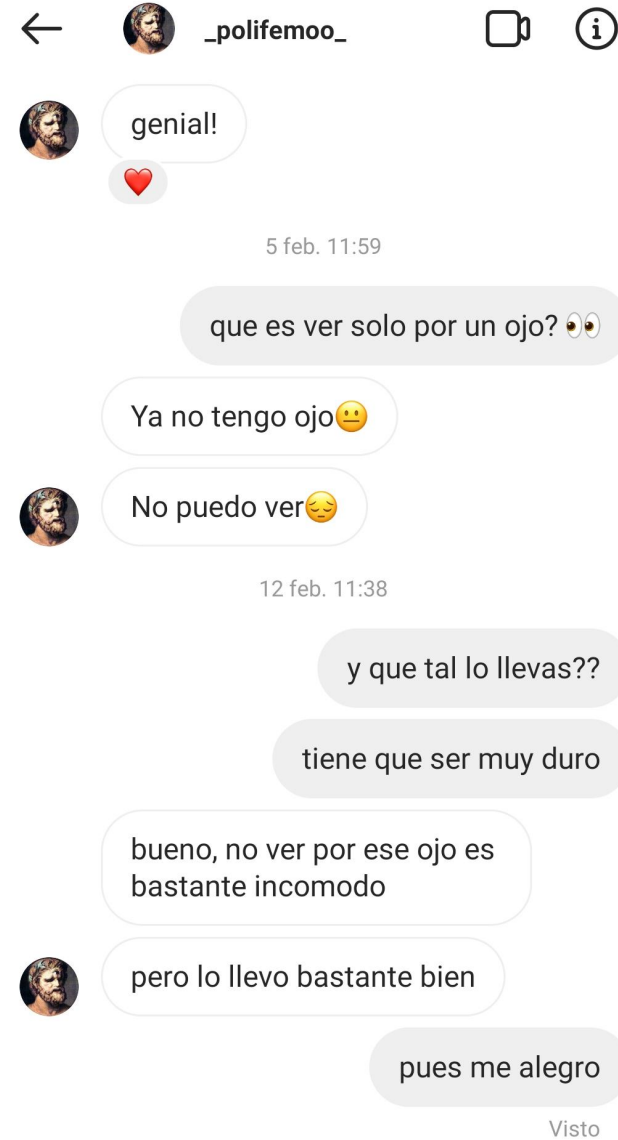 _polifemoo_
genial!
❤️
5 feb. 11:59
que es ver solo por un ojo? 👀
Ya no tengo ojo😐
No puedo ver😔
12 feb. 11:38
y que tal lo llevas??
tiene que ser muy duro
bueno, no ver por ese ojo es
bastante incomodo
pero lo llevo bastante bien
pues me alegro
Visto